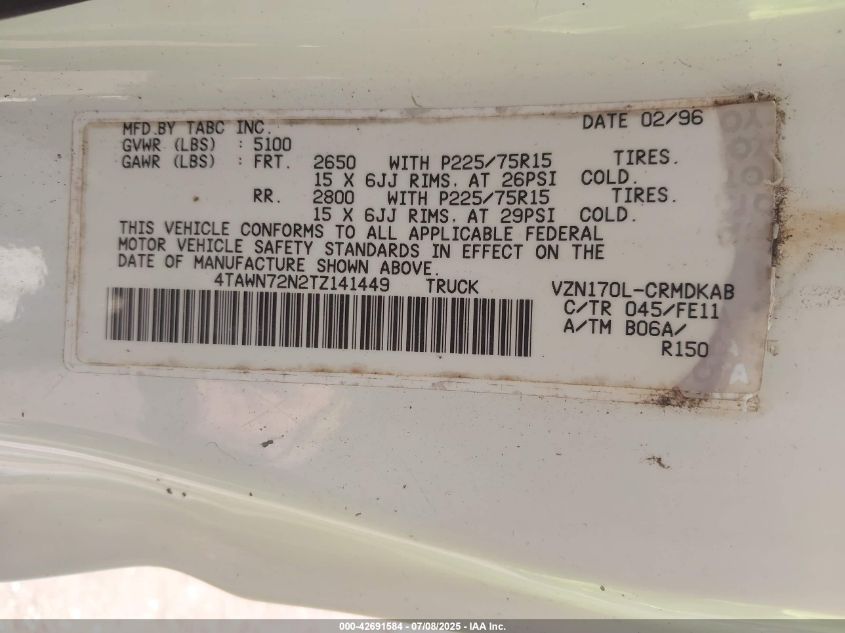 MFD.BY TABC INC. DATE 02/96
GVWR (LBS) : 5100
GAWR (LBS) : FRT. 2650 WITH P225/75R15 TIRES.
15 X 6JJ RIMS. AT 26PSI COLD.
RR. 2800 WITH P225/75R15 TIRES.
15 X 6JJ RIMS. AT 29PSI COLD.
THIS VEHICLE CONFORMS TO ALL APPLICABLE FEDERAL
MOTOR VEHICLE SAFETY STANDARDS IN EFFECT ON THE
DATE OF MANUFACTURE SHOWN ABOVE.
4TAWN72N2TZ141449 TRUCK VZN170L-CRMDKAB
C/TR 045/FE11
A/TM B06A/
R150
000-42691584 / 07/08/2025 - IAA Inc.